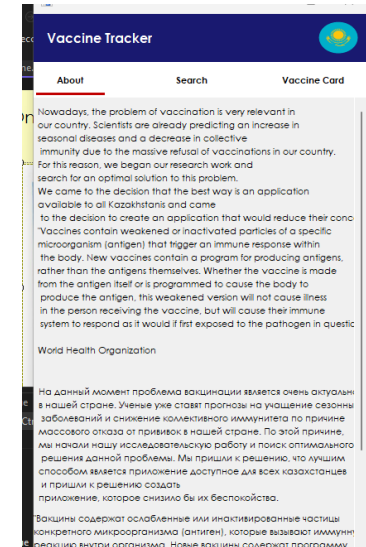 Vaccine Tracker
About Search Vaccine Card
Nowadays, the problem of vaccination is very relevant in
our country. Scientists are already predicting an increase in
seasonal diseases and a decrease in collective
immunity due to the massive refusal of vaccinations in our country.
For this reason, we began our research work and
search for an optimal solution to this problem.
We came to the decision that the best way is an application
available to all Kazakhstanis and came
to the decision to create an application that would reduce their conc
"Vaccines contain weakened or inactivated particles of a specific
microorganism (antigen) that trigger an immune response within
the body. New vaccines contain a program for producing antigens,
rather than the antigens themselves. Whether the vaccine is made
from the antigen itself or is programmed to cause the body to
produce the antigen, this weakened version will not cause illness
in the person receiving the vaccine, but will cause their immune
system to respond as it would if first exposed to the pathogen in questic
World Health Organization
На данный момент проблема вакцинации является очень актуальн
в нашей стране. Ученые уже ставят прогнозы на учащение сезонны
заболеваний и снижение коллективного иммунитета по причине
массового отказа от прививок в нашей стране. По этой причине,
мы начали нашу исследовательскую работу и поиск оптимального
решения данной проблемы. Мы пришли к решению, что лучшим
способом является приложение доступное для всех казахстанцев
и пришли к решению создать
приложение, которое снизило бы их беспокойства.
"Вакцины содержат ослабленные или инактивированные частицы
конкретного микроорганизма (антиген), которые вызывают иммунн
реакцию внутри организма. Новые вакцины содержат программу